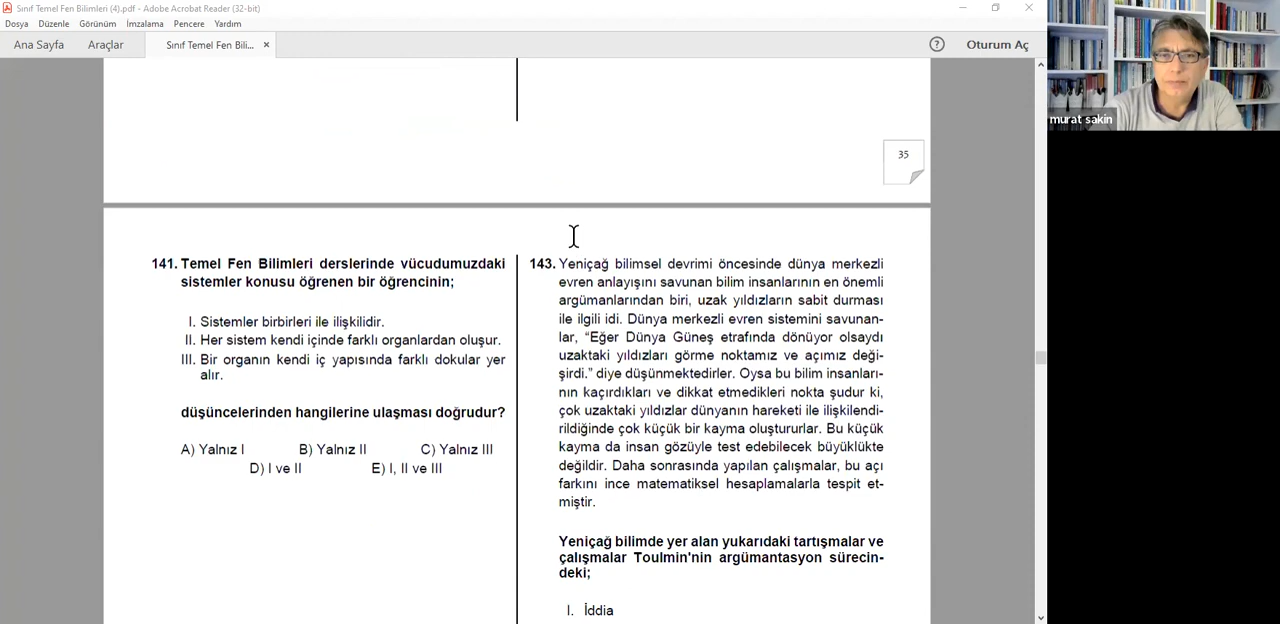 Sınıf Temel Fen Bilimleri (4).pdf - Adobe Acrobat Reader (32-bit)
Dosya Düzenle Görünüm İmzalama Pencere Yardım
Ana Sayfa Araçlar Sınıf Temel Fen Bili... × ? Oturum Aç
murat sakin
35
141. Temel Fen Bilimleri derslerinde vücudumuzdaki
sistemler konusu öğrenen bir öğrencinin;
I. Sistemler birbirleri ile ilişkilidir.
II. Her sistem kendi içinde farklı organlardan oluşur.
III. Bir organın kendi iç yapısında farklı dokular yer
alır.
düşüncelerinden hangilerine ulaşması doğrudur?
A) Yalnız I B) Yalnız II C) Yalnız III
D) I ve II E) I, II ve III
143. Yeniçağ bilimsel devrimi öncesinde dünya merkezli
evren anlayışını savunan bilim insanlarının en önemli
argümanlarından biri, uzak yıldızların sabit durması
ile ilgili idi. Dünya merkezli evren sistemini savunan-
lar, “Eğer Dünya Güneş etrafında dönüyor olsaydı
uzaktaki yıldızları görme noktamız ve açımız deği-
şirdi.” diye düşünmektedirler. Oysa bu bilim insanları-
nın kaçırdıkları ve dikkat etmedikleri nokta şudur ki,
çok uzaktaki yıldızlar dünyanın hareketi ile ilişkilendi-
rildiğinde çok küçük bir kayma oluştururlar. Bu küçük
kayma da insan gözüyle test edebilecek büyüklükte
değildir. Daha sonrasında yapılan çalışmalar, bu açı
farkını ince matematiksel hesaplamalarla tespit et-
miştir.
Yeniçağ bilimde yer alan yukarıdaki tartışmalar ve
çalışmalar Toulmin'nin argümantasyon sürecin-
deki;
I. İddia